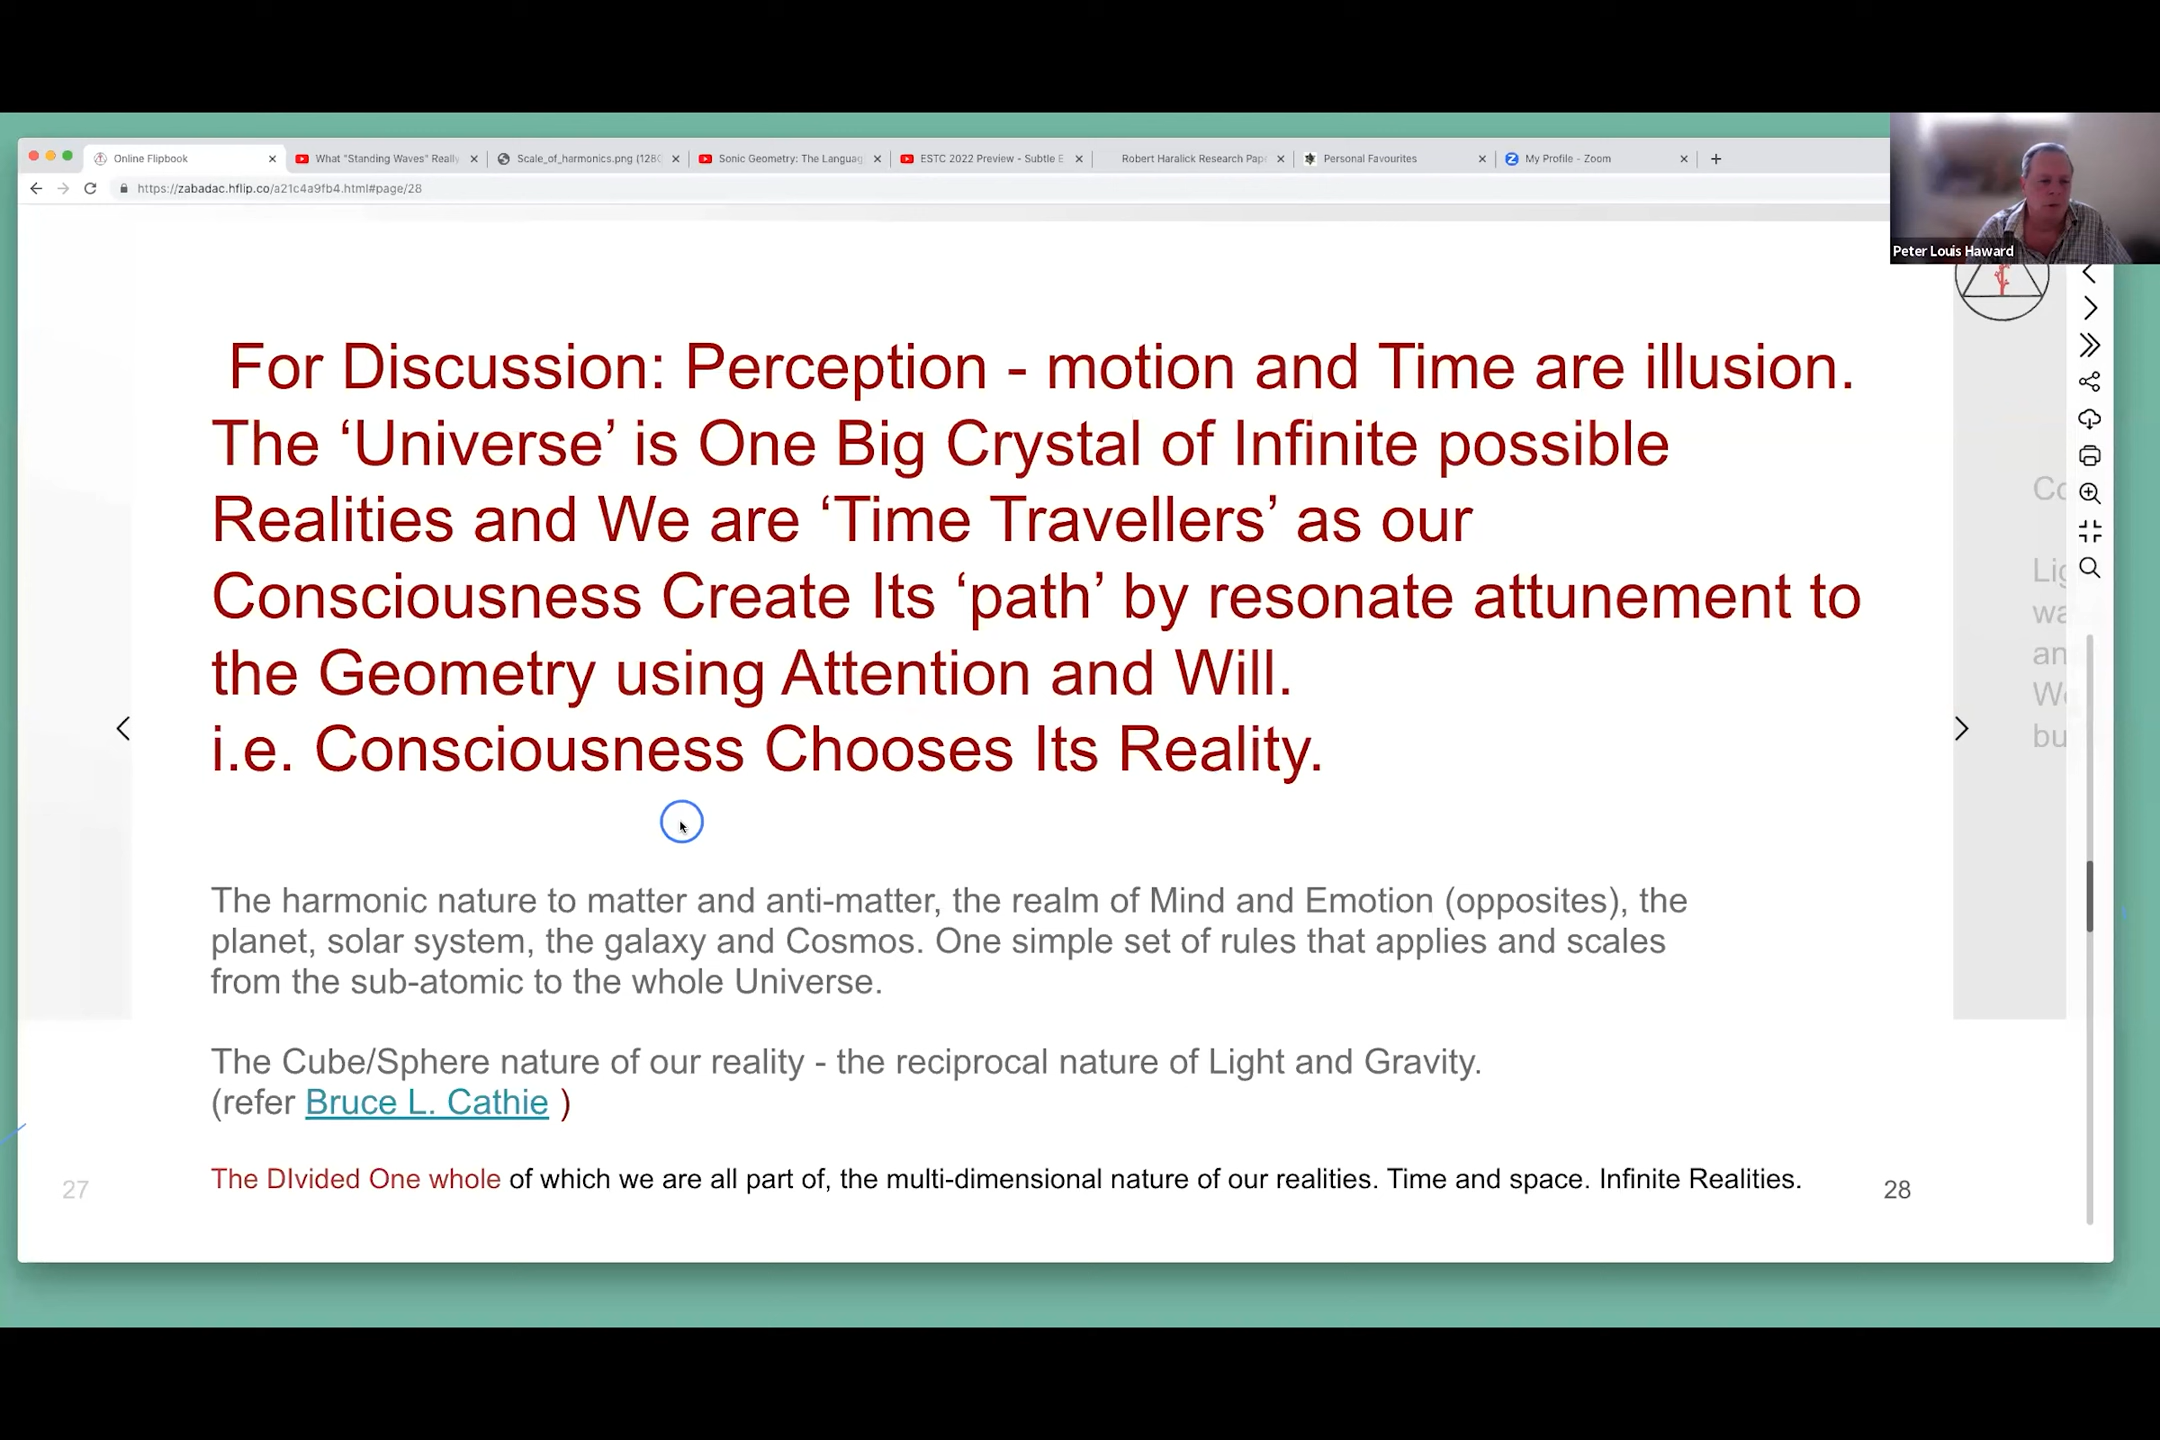 Online Flipbook
What "Standing Waves" Really
Scale_of_harmonics.png (1280
Sonic Geometry: The Languag
ESTC 2022 Preview - Subtle E
Robert Haralick Research Pap
Personal Favourites
My Profile - Zoom
https://zabadac.hflip.co/a21c4a9fb4.html#page/28
Peter Louis Haward
For Discussion: Perception - motion and Time are illusion.
The ‘Universe’ is One Big Crystal of Infinite possible
Realities and We are ‘Time Travellers’ as our
Consciousness Create Its ‘path’ by resonate attunement to
the Geometry using Attention and Will.
i.e. Consciousness Chooses Its Reality.
The harmonic nature to matter and anti-matter, the realm of Mind and Emotion (opposites), the
planet, solar system, the galaxy and Cosmos. One simple set of rules that applies and scales
from the sub-atomic to the whole Universe.
The Cube/Sphere nature of our reality - the reciprocal nature of Light and Gravity.
(refer Bruce L. Cathie )
The DIvided One whole of which we are all part of, the multi-dimensional nature of our realities. Time and space. Infinite Realities.
27
28